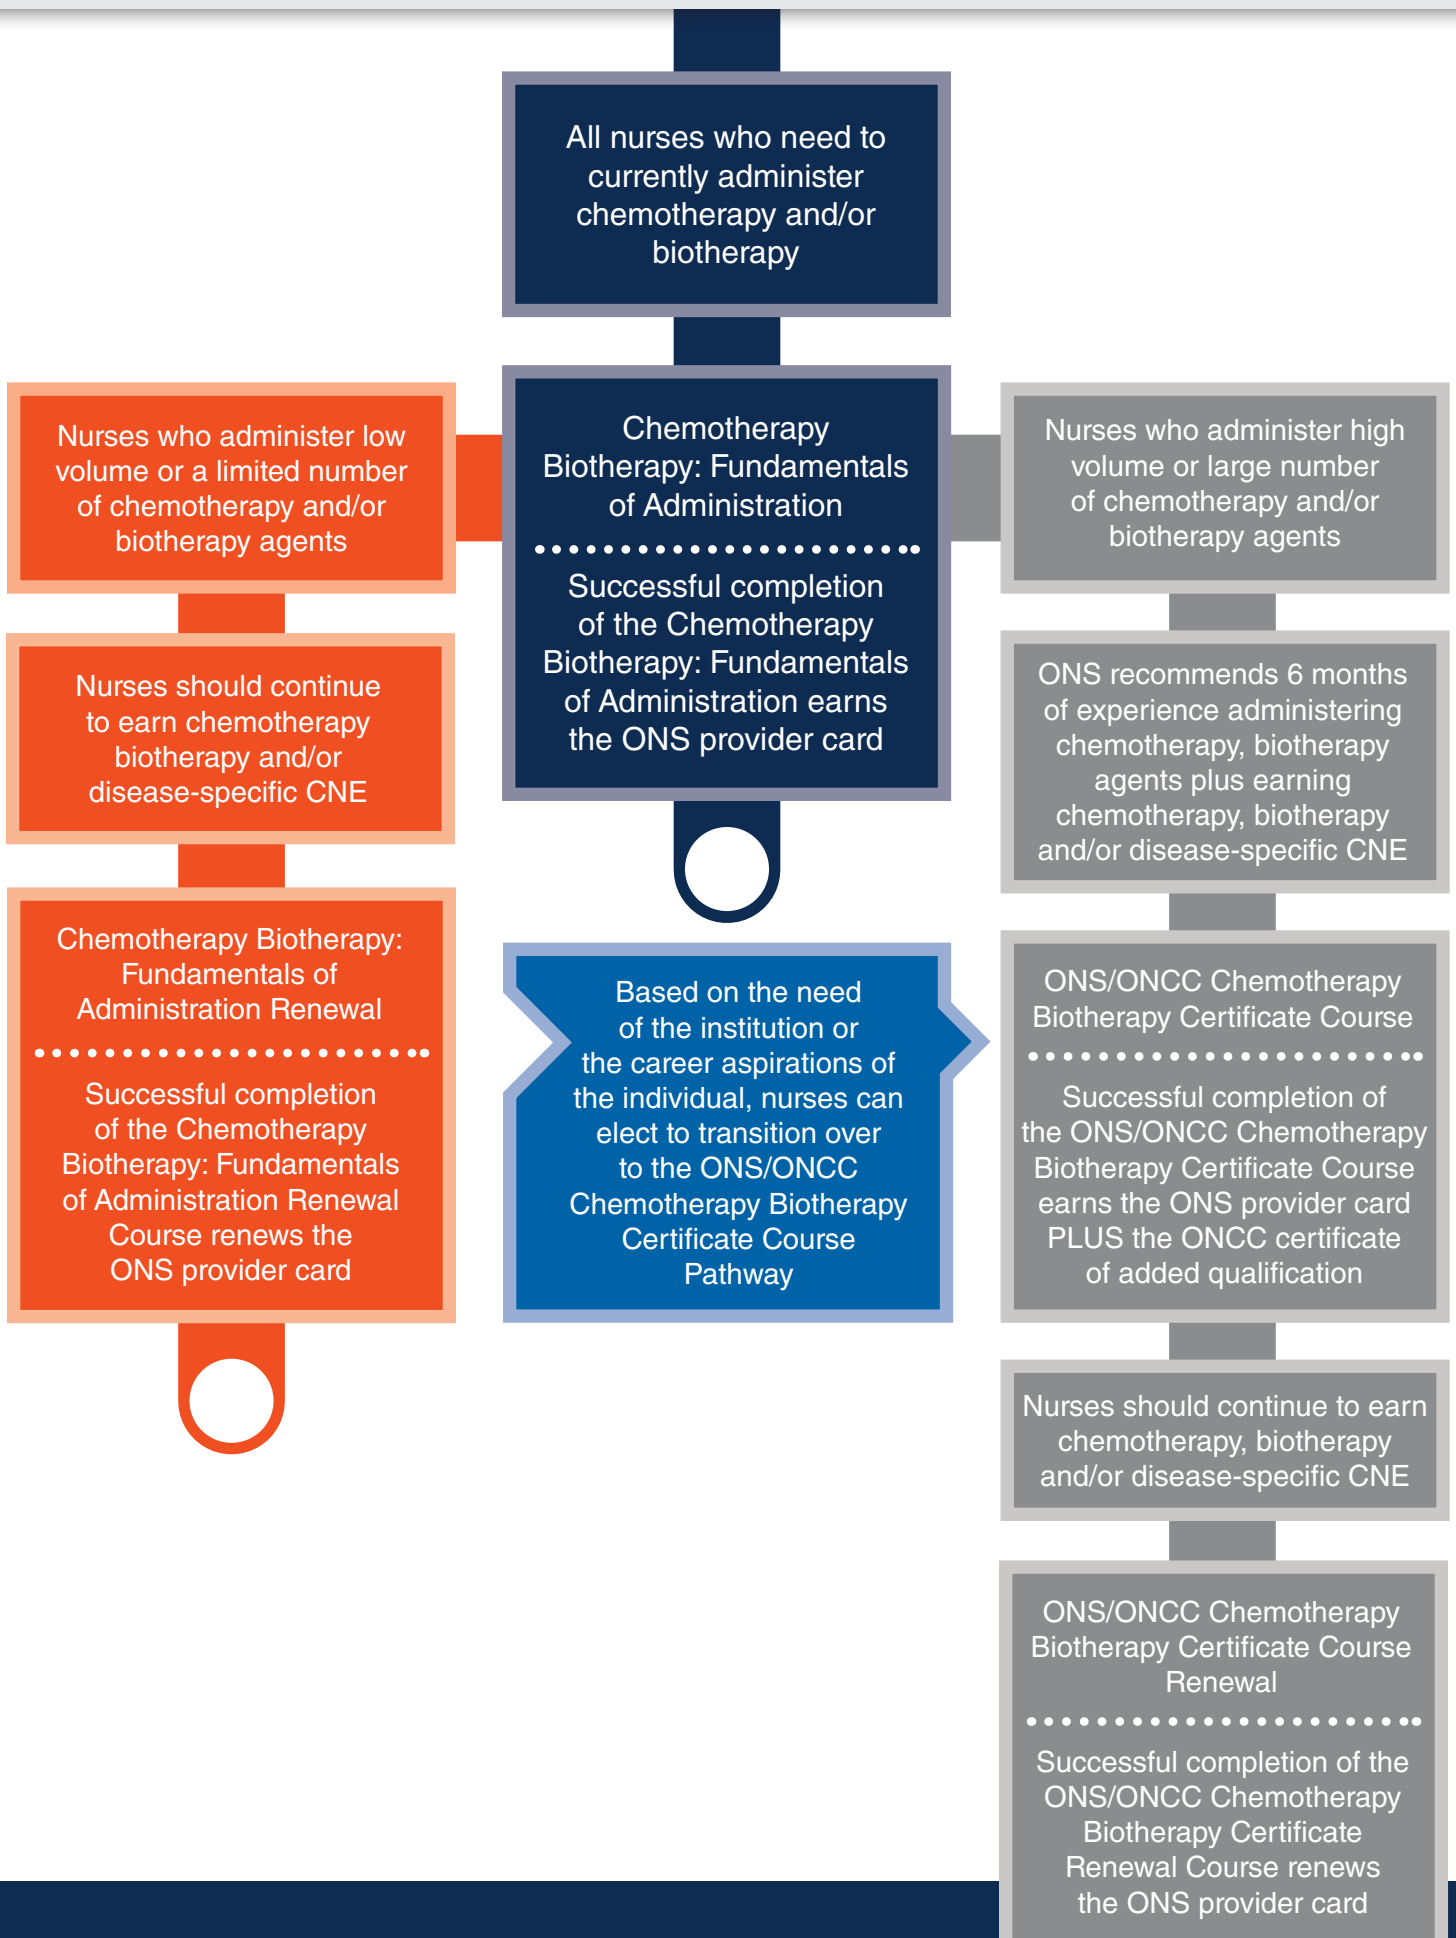 All nurses who need to
currently administer
chemotherapy and/or
biotherapy
Chemotherapy
Biotherapy: Fundamentals
of Administration
Successful completion
of the Chemotherapy
Biotherapy: Fundamentals
of Administration earns
the ONS provider card
Nurses who administer low
volume or a limited number
of chemotherapy and/or
biotherapy agents
Nurses should continue
to earn chemotherapy
biotherapy and/or
disease-specific CNE
Chemotherapy Biotherapy:
Fundamentals of
Administration Renewal
Successful completion
of the Chemotherapy
Biotherapy: Fundamentals
of Administration Renewal
Course renews the
ONS provider card
Based on the need
of the institution or
the career aspirations of
the individual, nurses can
elect to transition over
to the ONS/ONCC
Chemotherapy Biotherapy
Certificate Course
Pathway
Nurses who administer high
volume or large number
of chemotherapy and/or
biotherapy agents
ONS recommends 6 months
of experience administering
chemotherapy, biotherapy
agents plus earning
chemotherapy, biotherapy
and/or disease-specific CNE
ONS/ONCC Chemotherapy
Biotherapy Certificate Course
Successful completion of
the ONS/ONCC Chemotherapy
Biotherapy Certificate Course
earns the ONS provider card
PLUS the ONCC certificate
of added qualification
Nurses should continue to earn
chemotherapy, biotherapy
and/or disease-specific CNE
ONS/ONCC Chemotherapy
Biotherapy Certificate Course
Renewal
Successful completion of the
ONS/ONCC Chemotherapy
Biotherapy Certificate
Renewal Course renews
the ONS provider card